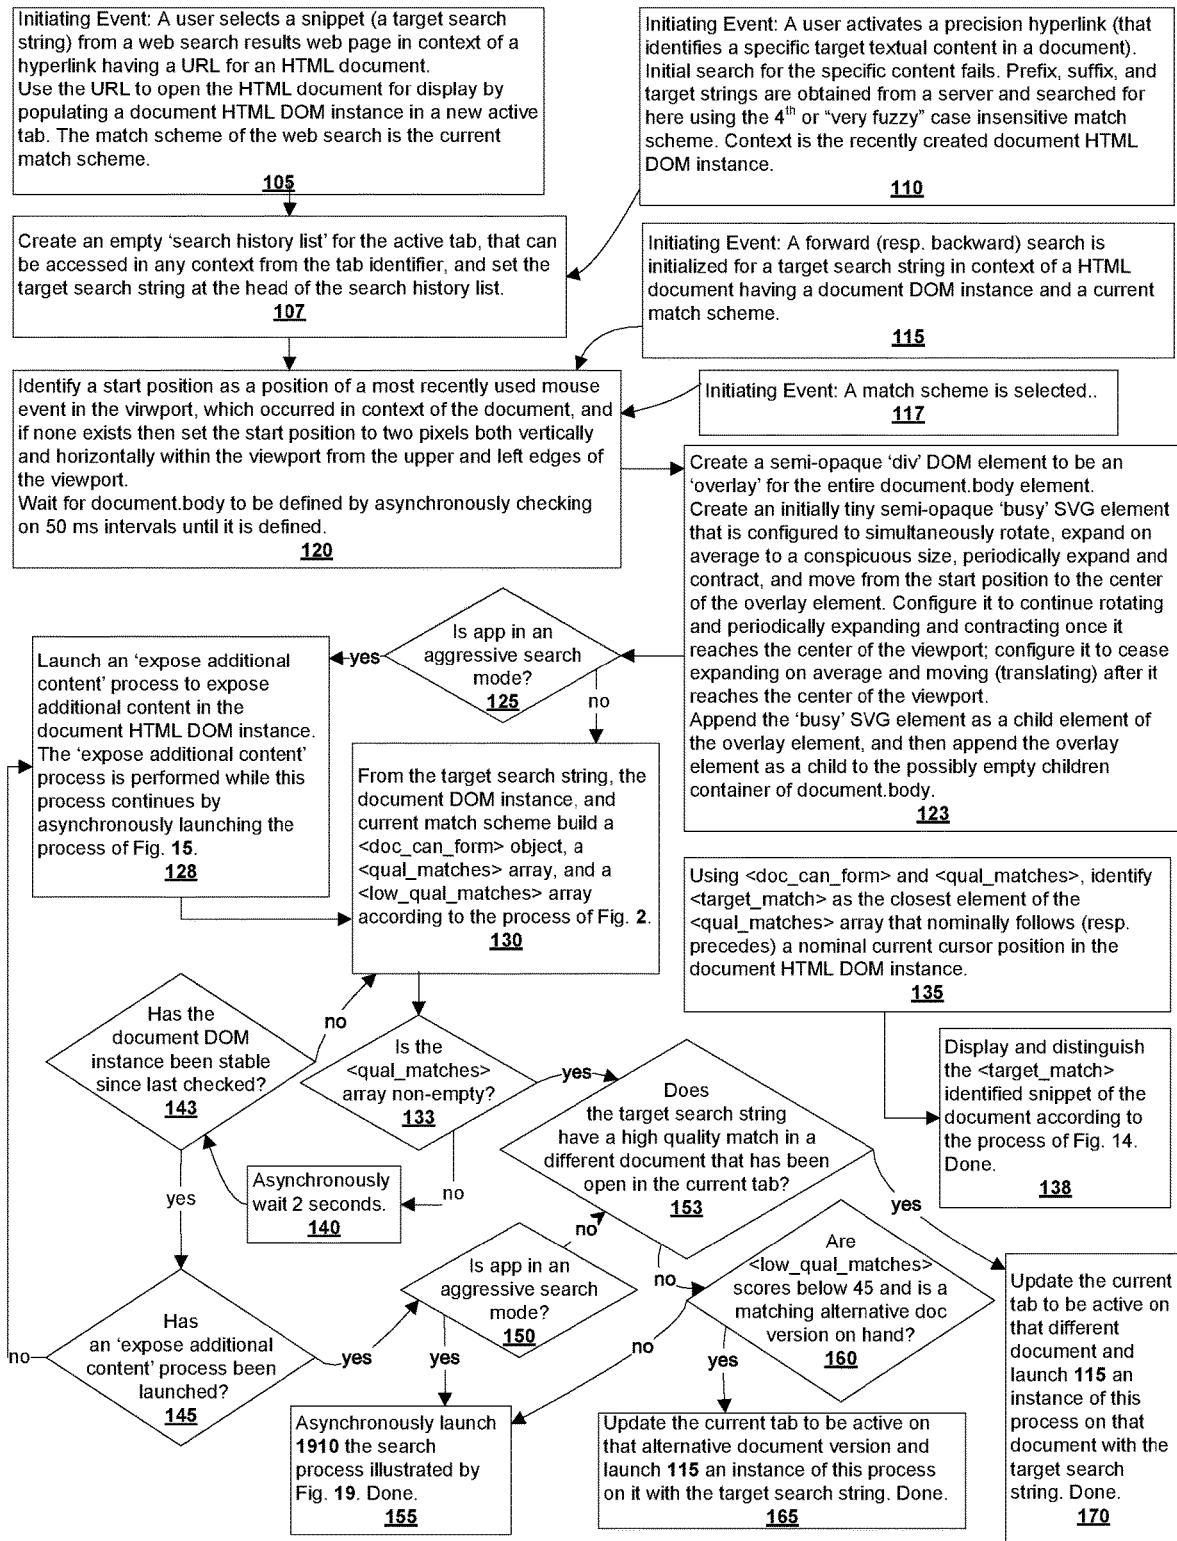 Initiating Event: A user selects a snippet (a target search
string) from a web search results web page in context of a
hyperlink having a URL for an HTML document.
Use the URL to open the HTML document for display by
populating a document HTML DOM instance in a new active
tab. The match scheme of the web search is the current
match scheme.
105
Initiating Event: A user activates a precision hyperlink (that
identifies a specific target textual content in a document).
Initial search for the specific content fails. Prefix, suffix, and
target strings are obtained from a server and searched for
here using the 4th or “very fuzzy” case insensitive match
scheme. Context is the recently created document HTML
DOM instance.
110
Create an empty ‘search history list’ for the active tab, that can
be accessed in any context from the tab identifier, and set the
target search string at the head of the search history list.
107
Initiating Event: A forward (resp. backward) search is
initialized for a target search string in context of a HTML
document having a document DOM instance and a current
match scheme.
115
Identify a start position as a position of a most recently used mouse
event in the virwport, which occurred in context of the document, and
if none exists then set the start position to two pixels both vertically
and horizontally within the viewport from the upper and left edges of
the viewport.
Wait for document.body to be defined by asynchronously checking
on 50 ms intervals until it is defined.
120
Initiating Event: A match scheme is selected..
117
Create a semi-opaque ‘div’ DOM element to be an
‘overlay’ for the entire document.body element.
Create an initially tiny semi-opaque ‘busy’ SVG element
that is configured to simultaneously rotate, expand on
average to a conspicuous size, periodically expand and
contract, and move from the start position to the center
of the overlay element. Configure it to continue rotating
and periodically expanding and contracting once it
reaches the center of the viewport; configure it to cease
expanding on average and moving (translating) after it
reaches the center of the viewport.
Append the ‘busy’ SVG element as a child element of
the overlay element, and then append the overlay
element as a child to the possibly empty children
container of document.body.
123
Is app in an
aggressive search
mode?
125
yes
no
Launch an ‘expose additional
content’ process to expose
additional content in the
document HTML DOM instance.
The ‘expose additional content’
process is performed while this
process continues by
asynchronously launching the
process of Fig. 15.
128
From the target search string, the
document DOM instance, and
current match scheme build a
<doc_can_form> object, a
<qual_matches> array, and a
<low_qual_matches> array
according to the process of Fig. 2.
130
Using <doc_can_form> and <qual_matches>, identify
<target_match> as the closest element of the
<qual_matches> array that nominally follows (resp.
precedes) a nominal current cursor position in the
document HTML DOM instance.
135
Has the
document DOM
instance been stable
since last checked?
143
no
yes
Is the
<qual_matches>
array non-empty?
133
yes
no
Display and distinguish
the <target_match>
identified snippet of the
document according to
the process of Fig. 14.
Done.
138
Does
the target search string
have a high quality match in a
different document that has been
open in the current tab?
153
yes
no
Asynchronously
wait 2 seconds.
140
Has
an ‘expose additional
content’ process been
launched?
145
no
yes
Is app in an
aggressive search
mode?
150
no
yes
Are
<low_qual_matches>
scores below 45 and is a
matching alternative doc
version on hand?
160
no
yes
Asynchronously launch
1910 the search
process illustrated by
Fig. 19. Done.
155
Update the current tab to be active on
that alternative document version and
launch 115 an instance of this process
on it with the target search string. Done.
165
Update the current
tab to be active on
that different
document and
launch 115 an
instance of this
process on that
document with the
target search
string. Done.
170